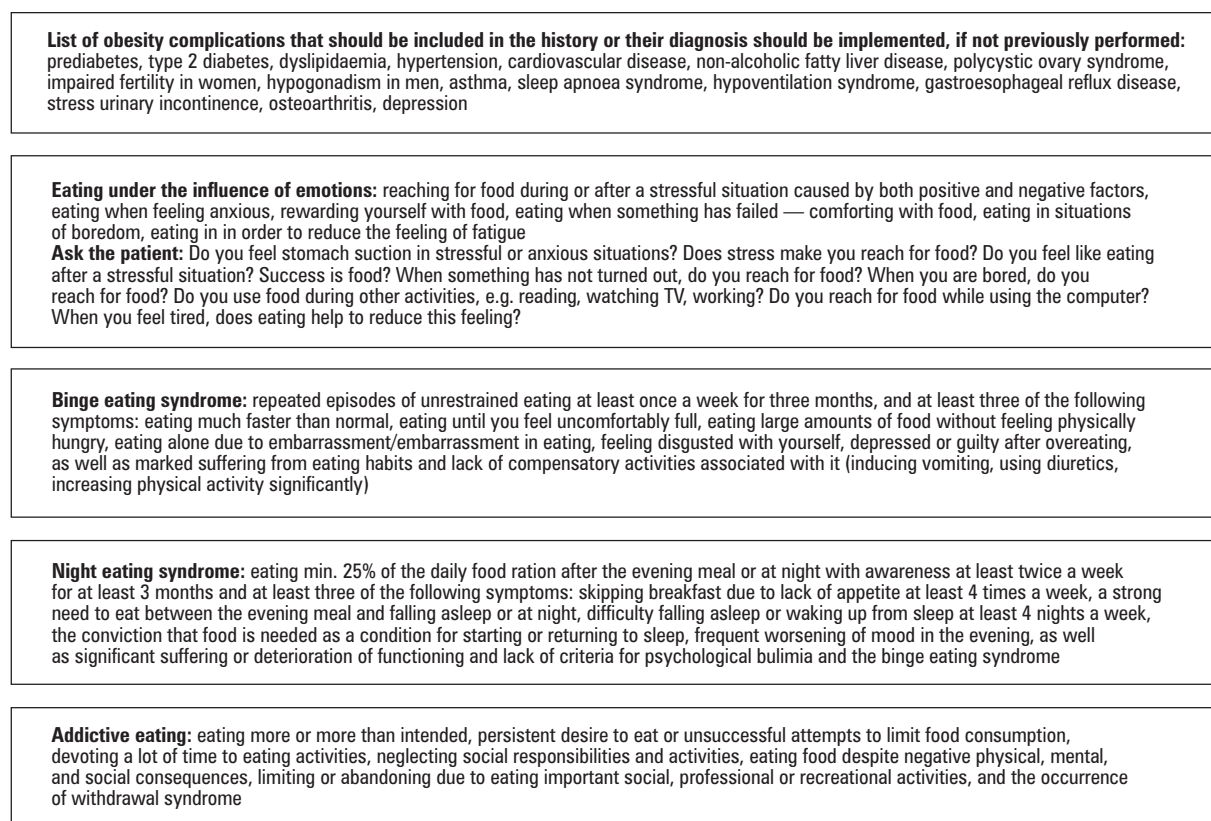 List of obesity complications that should be included in the history or their diagnosis should be implemented, if not previously performed:
prediabetes, type 2 diabetes, dyslipidaemia, hypertension, cardiovascular disease, non-alcoholic fatty liver disease, polycystic ovary syndrome,
impaired fertility in women, hypogonadism in men, asthma, sleep apnoea syndrome, hypoventilation syndrome, gastroesophageal reflux disease,
stress urinary incontinence, osteoarthritis, depression
Eating under the influence of emotions: reaching for food during or after a stressful situation caused by both positive and negative factors,
eating when feeling anxious, rewarding yourself with food, eating when something has failed — comforting with food, eating in situations
of boredom, eating in in order to reduce the feeling of fatigue
Ask the patient: Do you feel stomach suction in stressful or anxious situations? Does stress make you reach for food? Do you feel like eating
after a stressful situation? Success is food? When something has not turned out, do you reach for food? When you are bored, do you
reach for food? Do you use food during other activities, e.g. reading, watching TV, working? Do you reach for food while using the computer?
When you feel tired, does eating help to reduce this feeling?
Binge eating syndrome: repeated episodes of unrestrained eating at least once a week for three months, and at least three of the following
symptoms: eating much faster than normal, eating until you feel uncomfortably full, eating large amounts of food without feeling physically
hungry, eating alone due to embarrassment/embarrassment in eating, feeling disgusted with yourself, depressed or guilty after overeating,
as well as marked suffering from eating habits and lack of compensatory activities associated with it (inducing vomiting, using diuretics,
increasing physical activity significantly)
Night eating syndrome: eating min. 25% of the daily food ration after the evening meal or at night with awareness at least twice a week
for at least 3 months and at least three of the following symptoms: skipping breakfast due to lack of appetite at least 4 times a week, a strong
need to eat between the evening meal and falling asleep or at night, difficulty falling asleep or waking up from sleep at least 4 nights a week,
the conviction that food is needed as a condition for starting or returning to sleep, frequent worsening of mood in the evening, as well
as significant suffering or deterioration of functioning and lack of criteria for psychological bulimia and the binge eating syndrome
Addictive eating: eating more or more than intended, persistent desire to eat or unsuccessful attempts to limit food consumption,
devoting a lot of time to eating activities, neglecting social responsibilities and activities, eating food despite negative physical, mental,
and social consequences, limiting or abandoning due to eating important social, professional or recreational activities, and the occurrence
of withdrawal syndrome